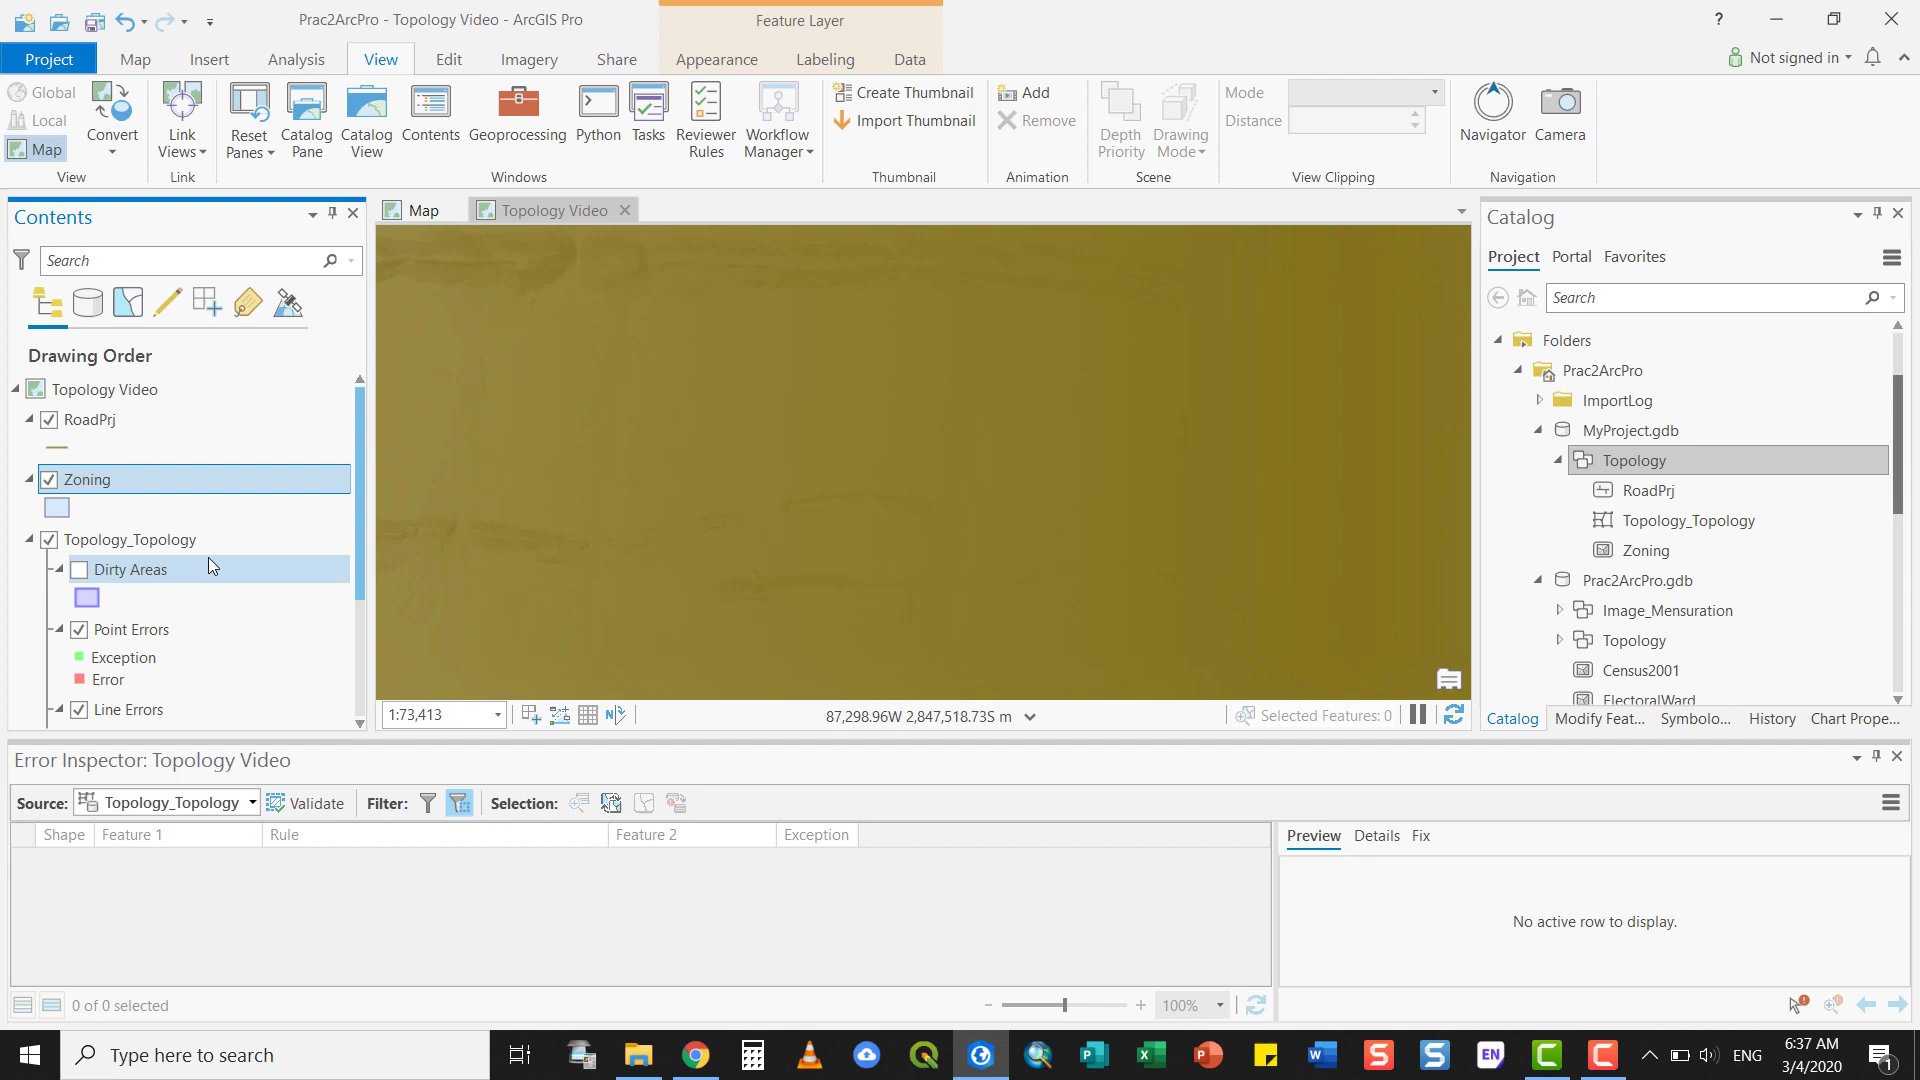 Prac2ArcPro - Topology Video - ArcGIS Pro
Feature Layer
?
Project
Map
Insert
Analysis
View
Edit
Imagery
Share
Appearance
Labeling
Data
Not signed in
Global
Local
Map
Convert
View
Link Views
Link
Reset Panes
Catalog Pane
Catalog View
Contents
Geoprocessing
Python
Tasks
Reviewer Rules
Workflow Manager
Windows
Create Thumbnail
Import Thumbnail
Thumbnail
Add
Remove
Animation
Depth Priority
Drawing Mode
Scene
Mode
Distance
View Clipping
Navigator
Camera
Navigation
Contents
Search
Drawing Order
Topology Video
RoadPrj
Zoning
Topology_Topology
Dirty Areas
Point Errors
Exception
Error
Line Errors
Map
Topology Video
1:73,413
87,298.96W 2,847,518.73S m
Selected Features: 0
Catalog
Project
Portal
Favorites
Search
Folders
Prac2ArcPro
ImportLog
MyProject.gdb
Topology
RoadPrj
Topology_Topology
Zoning
Prac2ArcPro.gdb
Image_Mensuration
Topology
Census2001
ElectoralWard
Catalog
Modify Feat...
Symbolo...
History
Chart Prope...
Error Inspector: Topology Video
Source:
Topology_Topology
Validate
Filter:
Selection:
Shape
Feature 1
Rule
Feature 2
Exception
Preview
Details
Fix
No active row to display.
0 of 0 selected
100%
Type here to search
EN
ENG
6:37 AM
3/4/2020
1